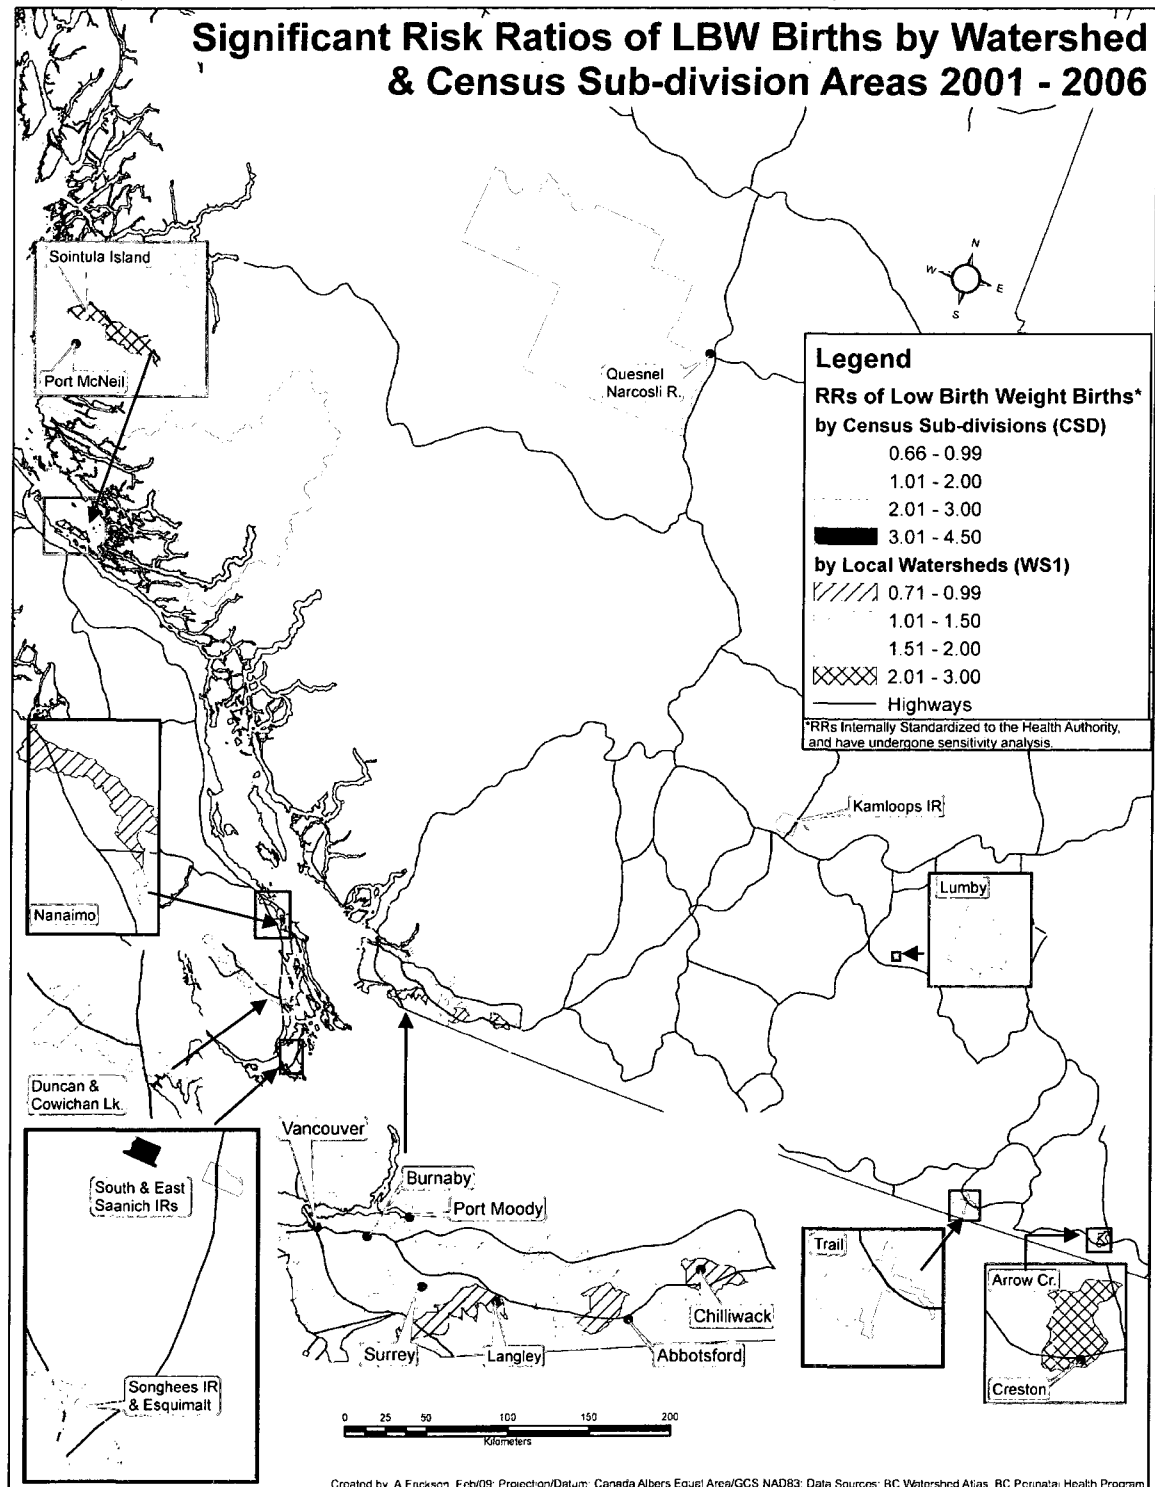 Significant Risk Ratios of LBW Births by Watershed
& Census Sub-division Areas 2001 - 2006
Sointula Island
Port McNeil
Quesnel
Narcosli R.
N
W
E
S
Legend
RRs of Low Birth Weight Births*
by Census Sub-divisions (CSD)
0.66 - 0.99
1.01 - 2.00
2.01 - 3.00
3.01 - 4.50
by Local Watersheds (WS1)
0.71 - 0.99
1.01 - 1.50
1.51 - 2.00
2.01 - 3.00
Highways
*RRs Internally Standardized to the Health Authority,
and have undergone sensitivity analysis.
Kamloops IR
Lumby
Nanaimo
Duncan &
Cowichan Lk.
Vancouver
Burnaby
Port Moody
South & East
Saanich IRs
Trail
Arrow Cr.
Chilliwack
Surrey
Langley
Abbotsford
Creston
Songhees IR
& Esquimalt
0 25 50 100 150 200
Kilometers
Created by A Erickson, Feb/09; Projection/Datum: Canada Albers Equal Area/GCS NAD83; Data Sources: BC Watershed Atlas, BC Perinatal Health Program